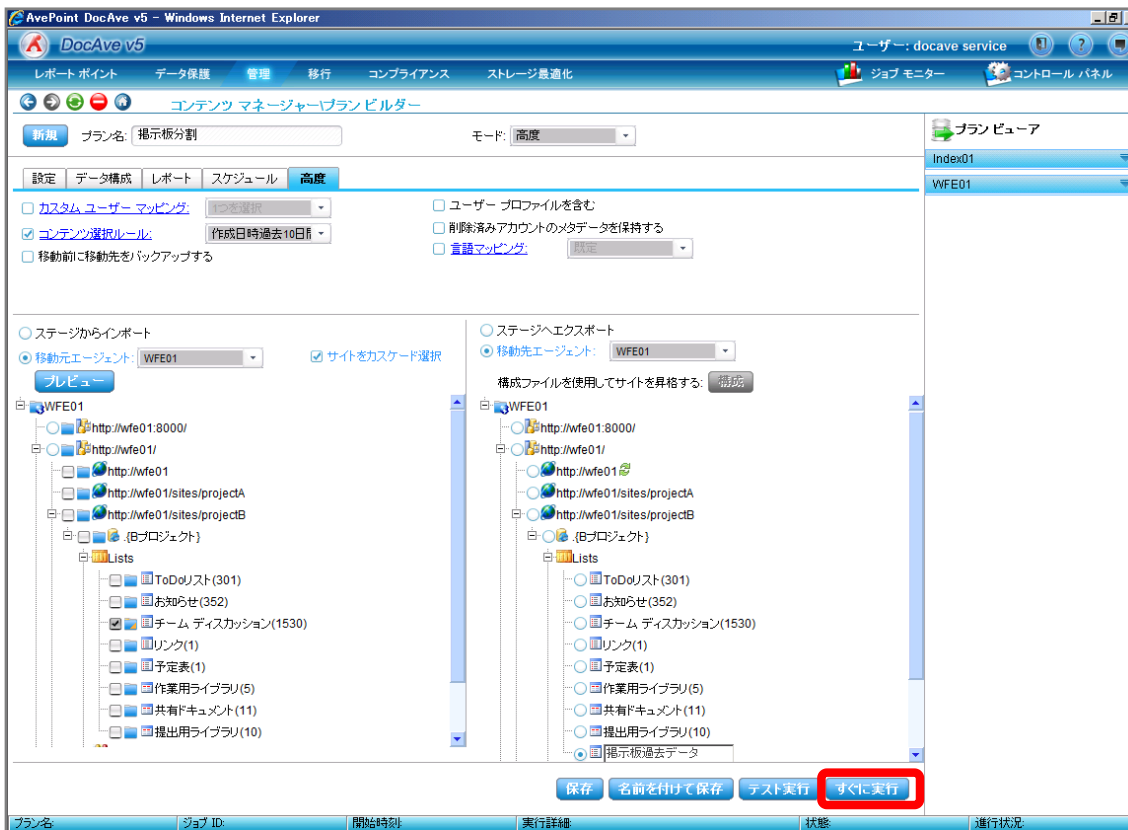 AvePoint DocAve v5 - Windows Internet Explorer
DocAve v5
ユーザー: docave service
レポート ポイント データ保護 管理 移行 コンプライアンス ストレージ最適化 ジョブ モニター コントロール パネル
コンテンツ マネージャー\プラン ビルダー
新規 プラン名: 掲示板分割 モード: 高度
プラン ビューア
Index01
WFE01
設定 データ構成 レポート スケジュール 高度
カスタム ユーザー マッピング: 1つを選択
コンテンツ選択ルール: 作成日時過去10日
移動前に移動先をバックアップする
ユーザー プロファイルを含む
削除済みアカウントのメタデータを保持する
言語マッピング: 既定
ステージからインポート
移動元エージェント: WFE01 サイトをカスケード選択
プレビュー
WFE01
http://wfe01:8000/
http://wfe01/
http://wfe01
http://wfe01/sites/projectA
http://wfe01/sites/projectB
.{Bプロジェクト}
Lists
ToDoリスト(301)
お知らせ(352)
チーム ディスカッション(1530)
リンク(1)
予定表(1)
作業用ライブラリ(5)
共有ドキュメント(11)
提出用ライブラリ(10)
ステージへエクスポート
移動先エージェント: WFE01
構成ファイルを使用してサイトを昇格する: 構成
WFE01
http://wfe01:8000/
http://wfe01/
http://wfe01
http://wfe01/sites/projectA
http://wfe01/sites/projectB
.{Bプロジェクト}
Lists
ToDoリスト(301)
お知らせ(352)
チーム ディスカッション(1530)
リンク(1)
予定表(1)
作業用ライブラリ(5)
共有ドキュメント(11)
提出用ライブラリ(10)
掲示板過去データ
保存 名前を付けて保存 テスト実行 すぐに実行
プラン名: ジョブ ID: 開始時刻: 実行詳細: 状態: 進行状況: